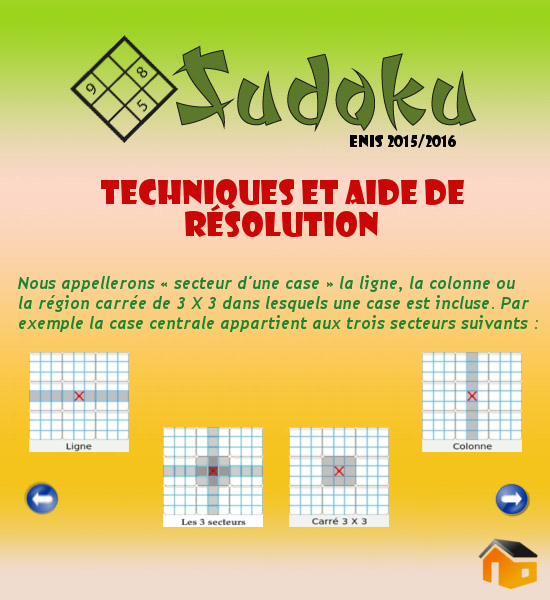 9
8
5
Sudoku
ENIS 2015/2016
TECHNIQUES ET AIDE DE
RÉSOLUTION
Nous appellerons « secteur d'une case » la ligne, la colonne ou
la région carrée de 3 X 3 dans lesquels une case est incluse. Par
exemple la case centrale appartient aux trois secteurs suivants :
Ligne
Colonne
Les 3 secteurs
Carré 3 X 3